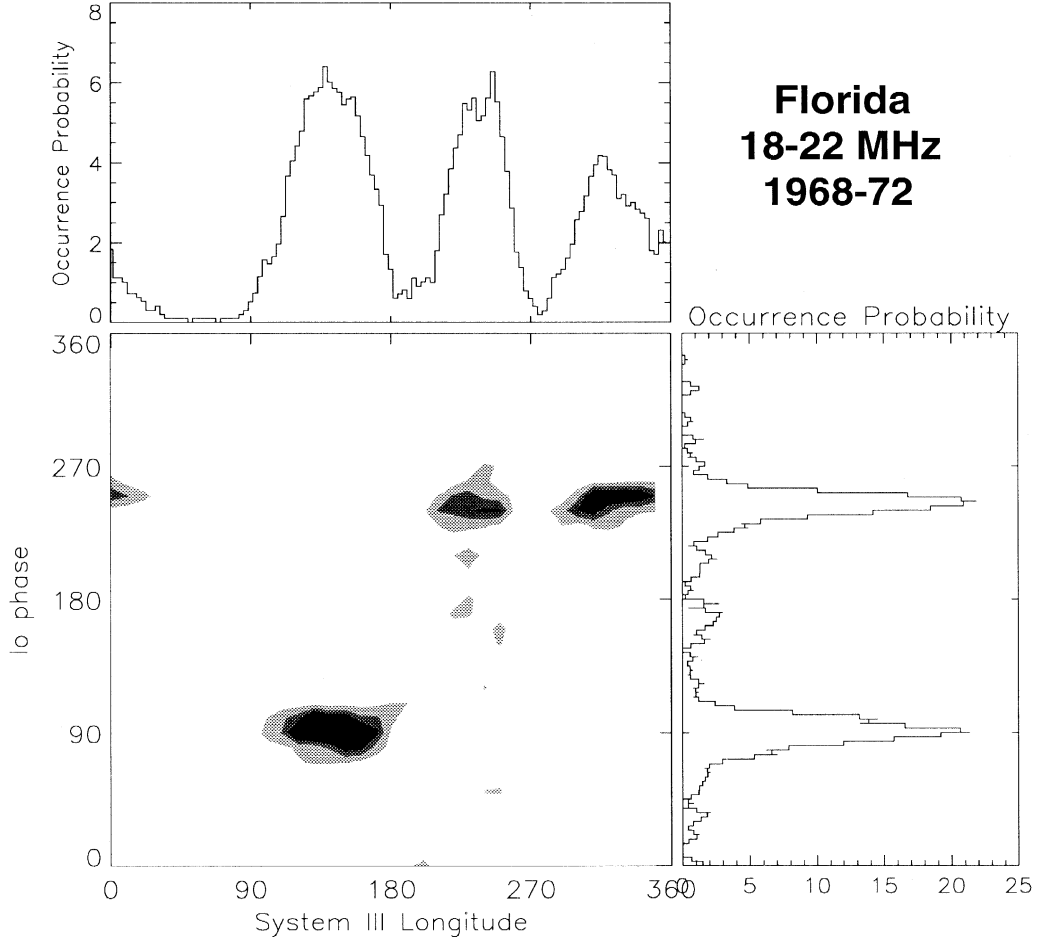 8
6
4
2
0
Occurrence Probability
Florida
18-22 MHz
1968-72
Occurrence Probability
360
270
180
90
0
Io phase
0 90 180 270 360
System III Longitude
0 5 10 15 20 25